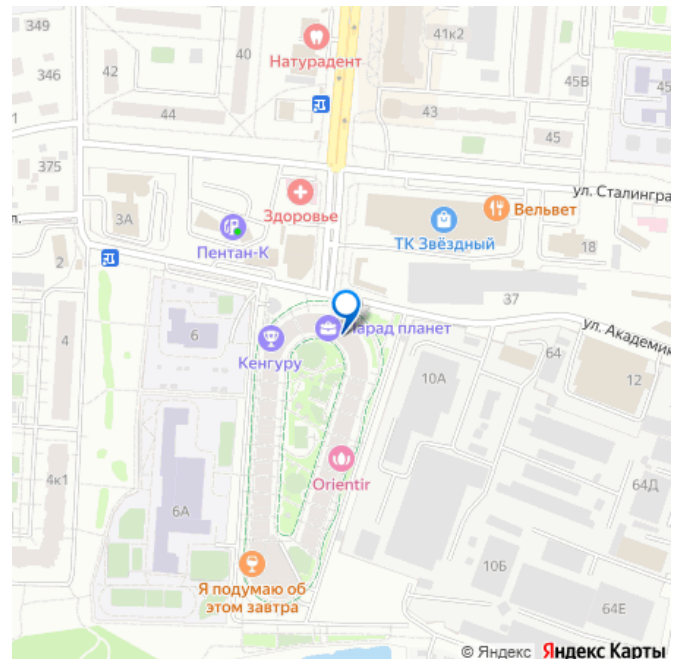 349
346
1
42
40
44
Натурадент
41к2
43
45В
45
45
375
3А
л.
Здоровье
Пентан-К
ул. Сталингра
Вельвет
ТК Звёздный
18
2
37
ул. Академик
4
6
Кенгуру
Парад планет
64
10А
12
4к1
6А
Orientir
64Д
10Б
64Е
Я подумаю об
этом завтра
© Яндекс Яндекс Карты